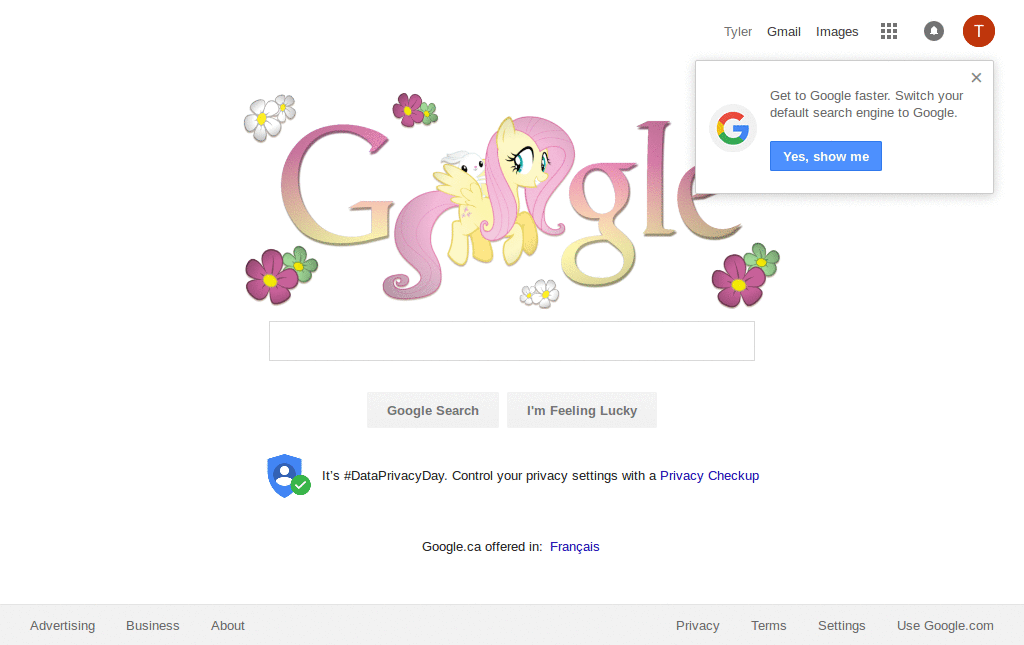 Tyler Gmail Images T
Get to Google faster. Switch your
default search engine to Google.
Yes, show me
Google
Google Search I'm Feeling Lucky
It's #DataPrivacyDay. Control your privacy settings with a Privacy Checkup
Google.ca offered in: Français
Advertising Business About Privacy Terms Settings Use Google.com